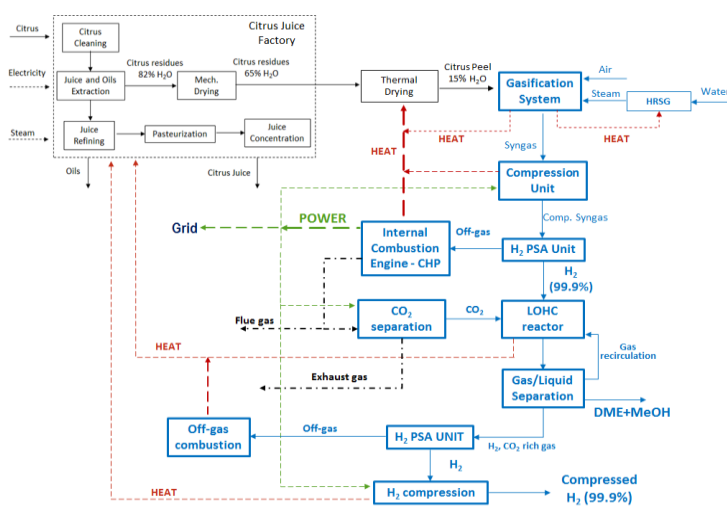 Citrus
Citrus
Cleaning
Citrus Juice
Factory
Electricity
Juice and Oils
Extraction
Citrus residues
82% H₂O
Mech.
Drying
Citrus residues
65% H₂O
Thermal
Drying
Citrus Peel
15% H₂O
Gasification
System
Air
Steam
HRSG
Water
Steam
Juice
Refining
Pasteurization
Juice
Concentration
Oils
Citrus Juice
HEAT
HEAT
HEAT
Syngas
Compression
Unit
Comp. Syngas
Grid
POWER
Internal
Combustion
Engine - CHP
Off-gas
H₂ PSA Unit
H₂
(99.9%)
Flue gas
CO₂
separation
CO₂
LOHC
reactor
HEAT
Gas
recirculation
Exhaust gas
Gas/Liquid
Separation
DME+MeOH
Off-gas
combustion
Off-gas
H₂ PSA UNIT
H₂, CO₂ rich gas
H₂
HEAT
H₂ compression
Compressed
H₂ (99.9%)